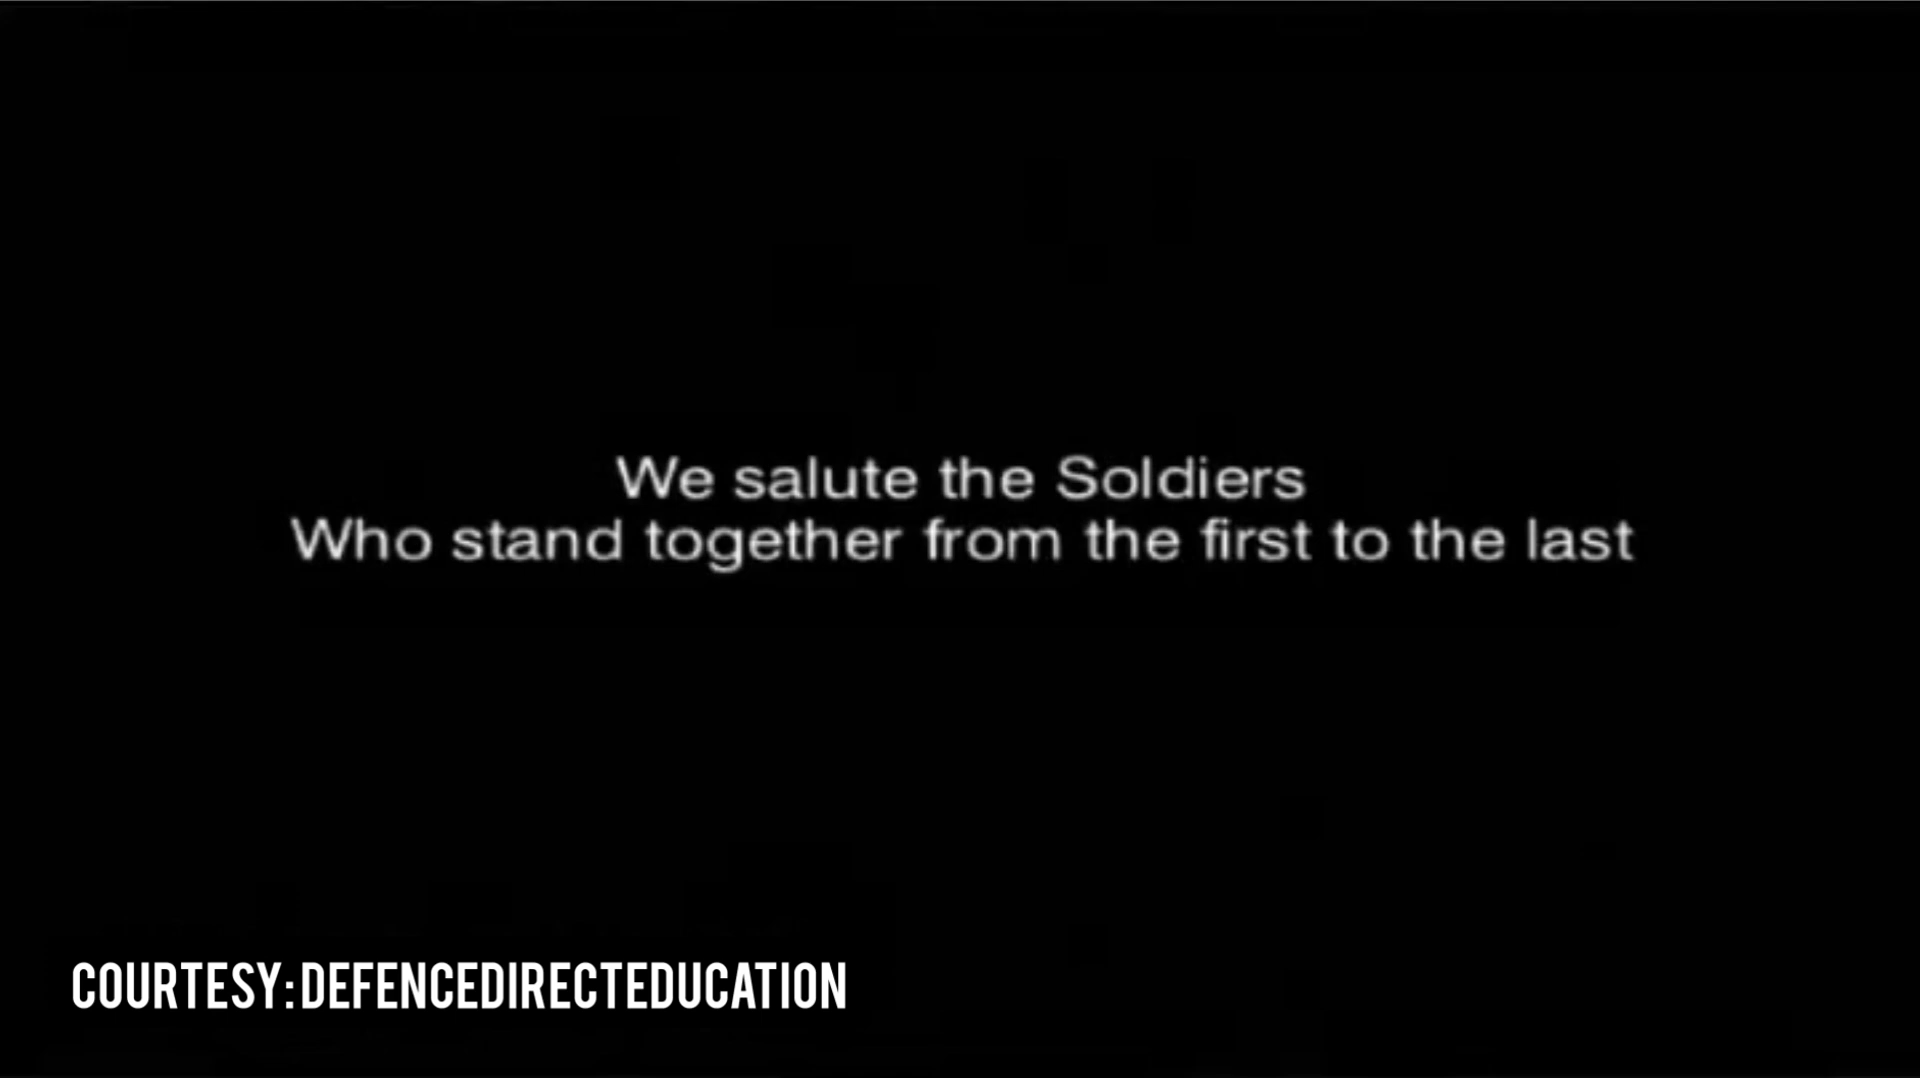 We salute the Soldiers
Who stand together from the first to the last
COURTESY: DEFENCEDIRECTEDUCATION